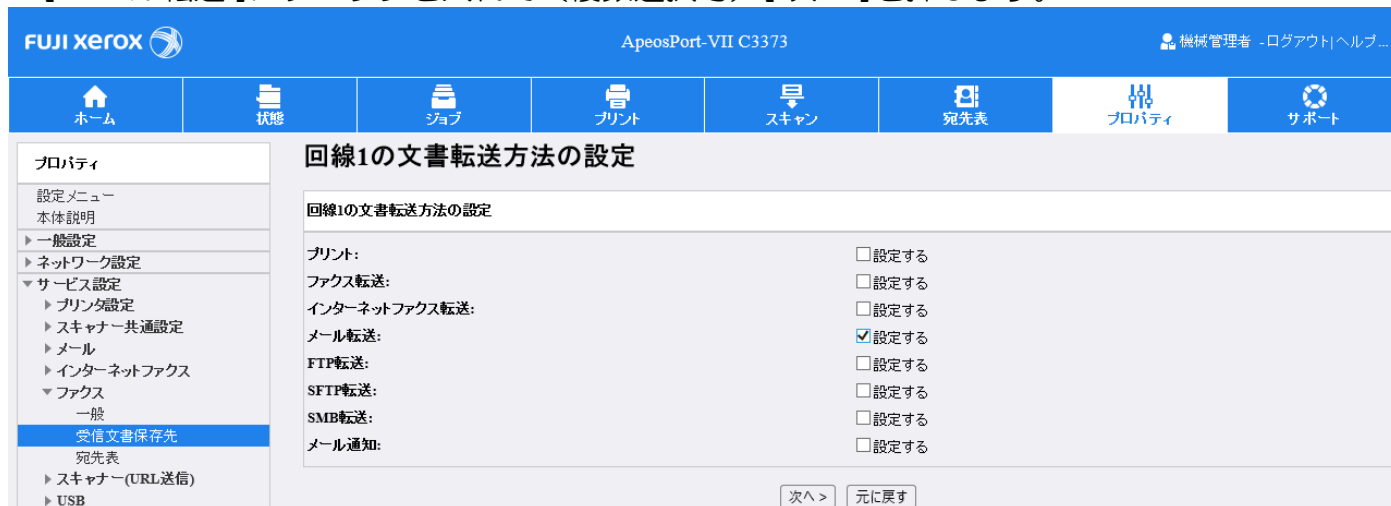 FUJI xerox
ApeosPort-VII C3373
機械管理者 - ログアウト|ヘルプ...
ホーム
状態
ジョブ
プリント
スキャン
宛先表
プロパティ
サポート
プロパティ
設定メニュー
本体説明
一般設定
ネットワーク設定
サービス設定
プリンタ設定
スキャナー共通設定
メール
インターネットファクス
ファクス
一般
受信文書保存先
宛先表
スキャナー(URL送信)
USB
回線1の文書転送方法の設定
回線1の文書転送方法の設定
プリント: 設定する
ファクス転送: 設定する
インターネットファクス転送: 設定する
メール転送: 設定する
FTP転送: 設定する
SFTP転送: 設定する
SMB転送: 設定する
メール通知: 設定する
次へ > 元に戻す